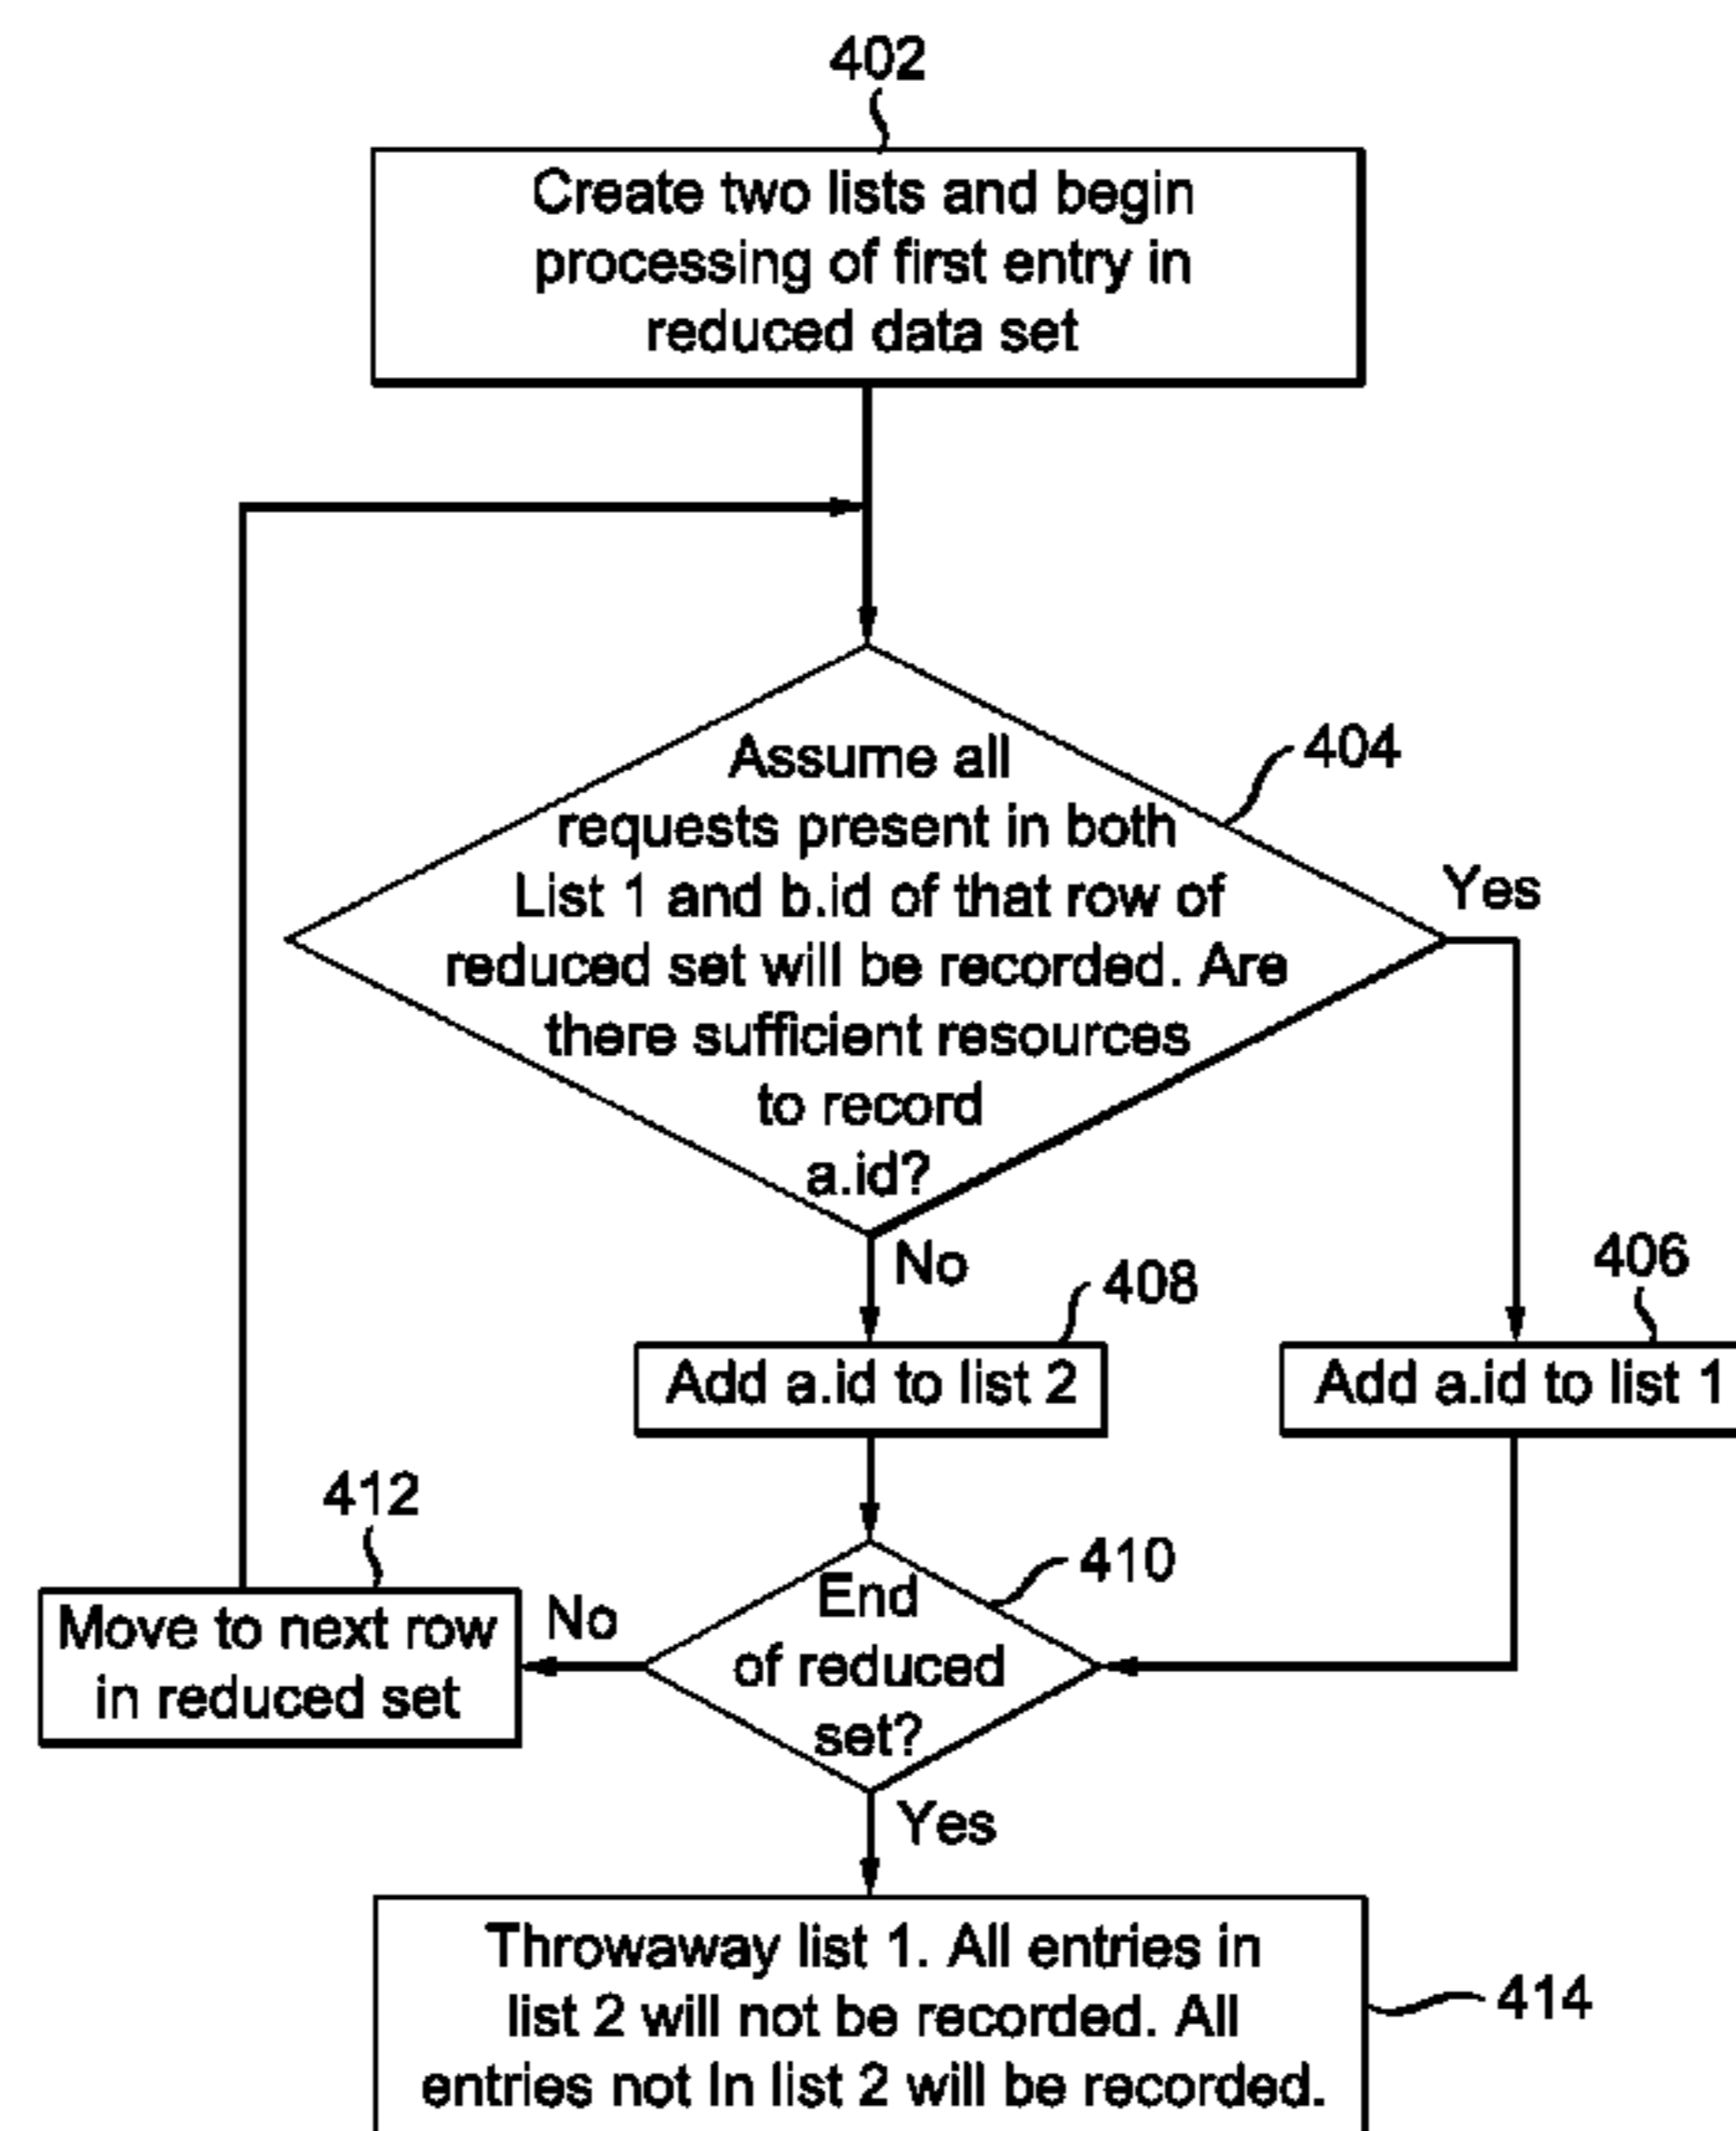 402
Create two lists and begin
processing of first entry in
reduced data set
Assume all
requests present in both
List 1 and b.id of that row of
reduced set will be recorded. Are
there sufficient resources
to record
a.id?
404
Yes
No
408
406
Add a.id to list 2
Add a.id to list 1
412
410
Move to next row
in reduced set
No
End
of reduced
set?
Yes
Throwaway list 1. All entries in
list 2 will not be recorded. All
entries not In list 2 will be recorded.
414